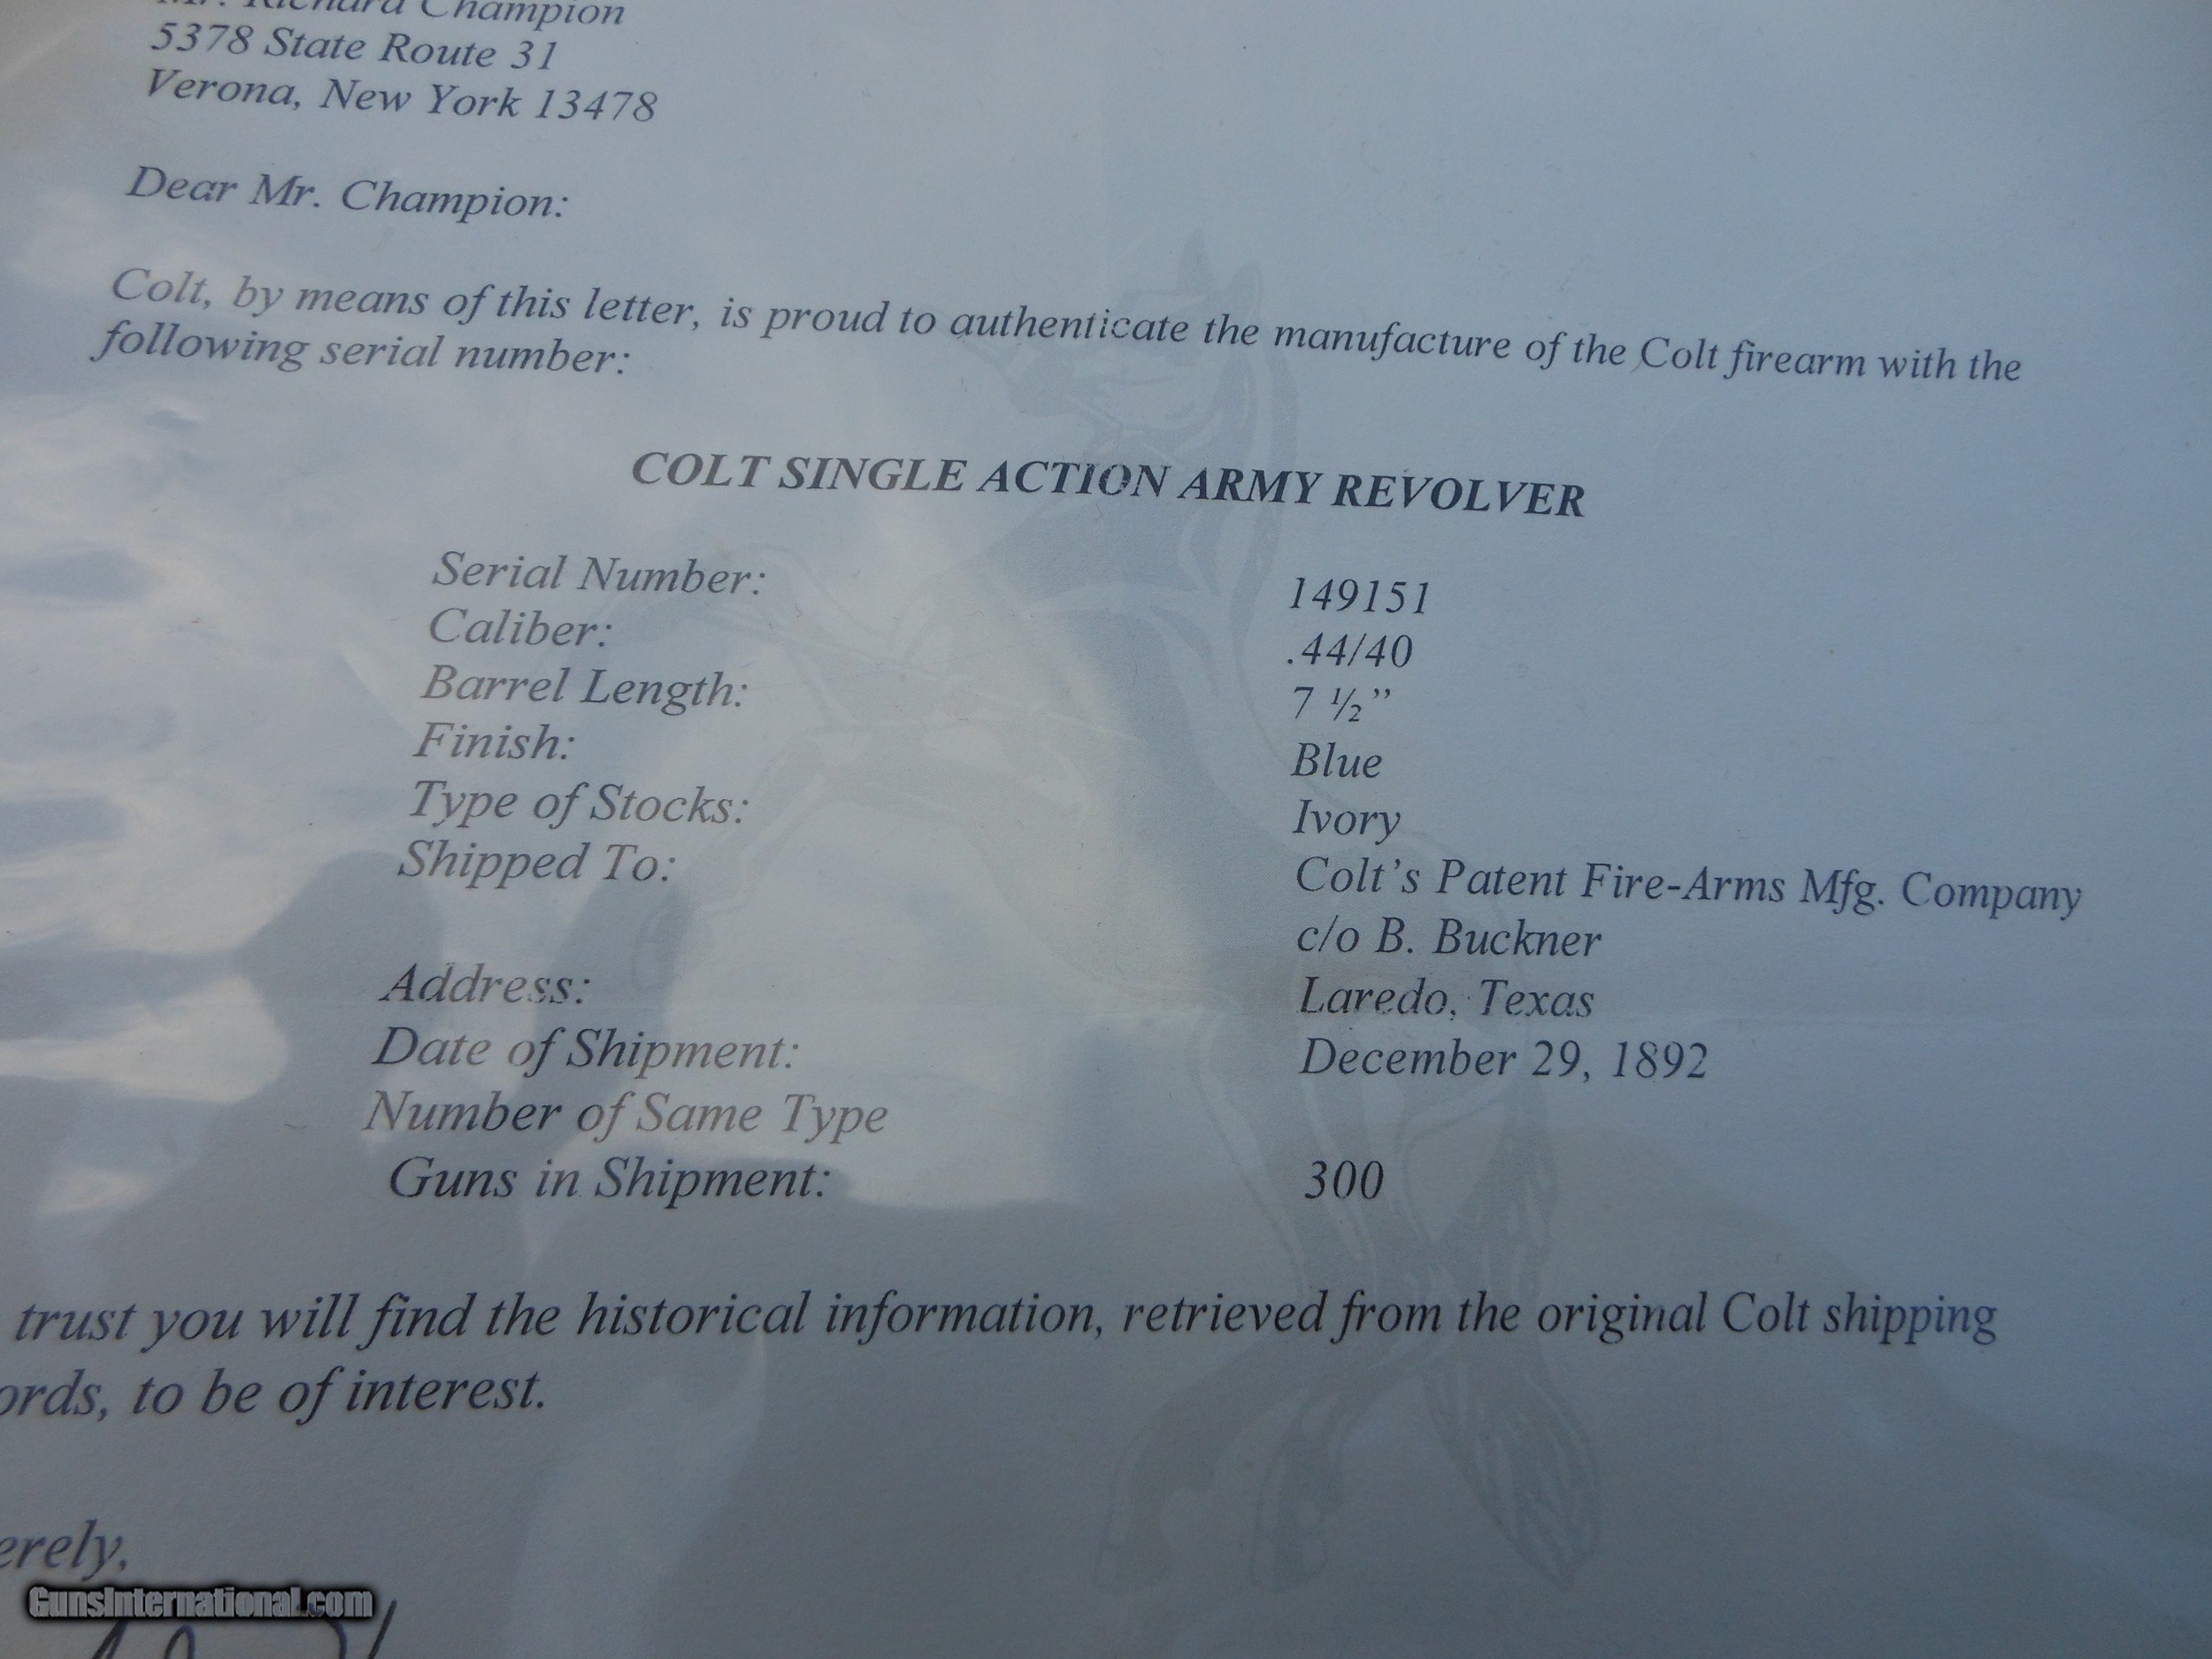 Mr. Richard Champion
5378 State Route 31
Verona, New York 13478
Dear Mr. Champion:
Colt, by means of this letter, is proud to authenticate the manufacture of the Colt firearm with the
following serial number:
COLT SINGLE ACTION ARMY REVOLVER
Serial Number: 149151
Caliber: .44/40
Barrel Length: 7 ½”
Finish: Blue
Type of Stocks: Ivory
Shipped To: Colt’s Patent Fire-Arms Mfg. Company
c/o B. Buckner
Address: Laredo, Texas
Date of Shipment: December 29, 1892
Number of Same Type
Guns in Shipment: 300
trust you will find the historical information, retrieved from the original Colt shipping
ords, to be of interest.
erely,
GunsInternational.com